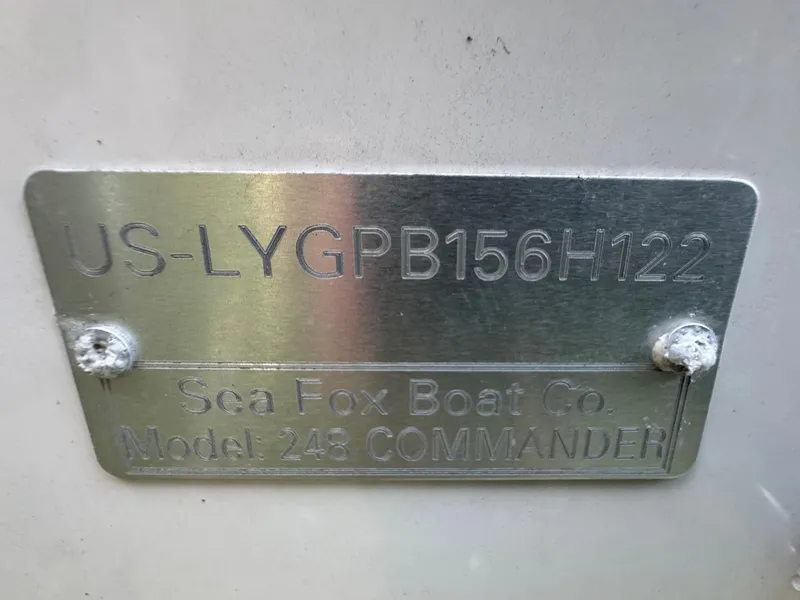 US-LYGPB156H122
Sea Fox Boat Co.
Model: 248 COMMANDER